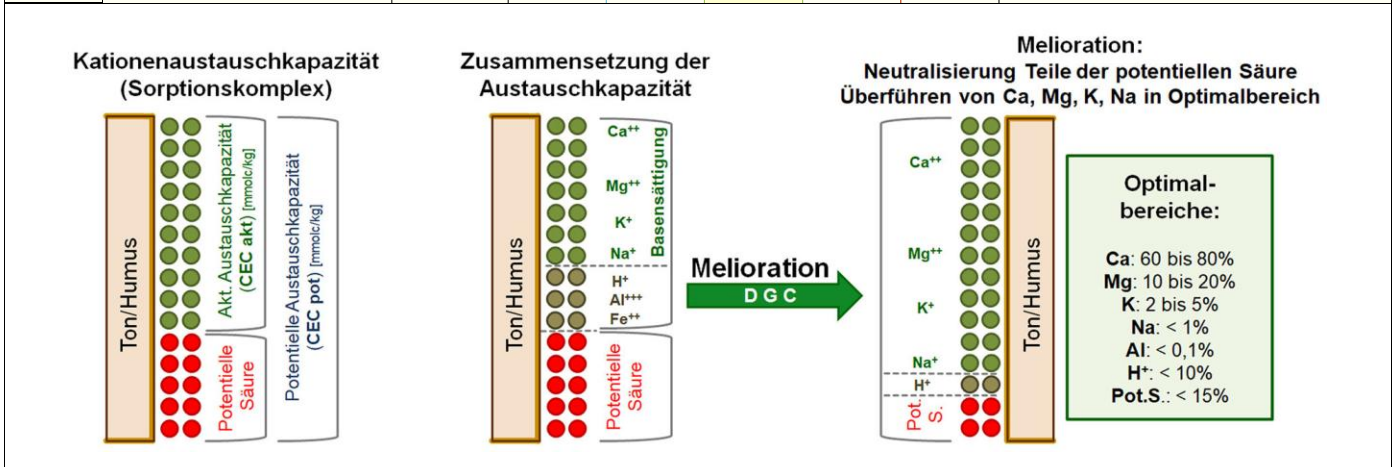 Kationenaustauschkapazität
(Sorptionskomplex)
Ton/Humus
Akt. Austauschkapazität
(CEC akt) [mmolc/kg]
Potentielle
Säure
Potentielle Austauschkapazität
(CEC pot) [mmolc/kg]
Zusammensetzung der
Austauschkapazität
Ton/Humus
Ca⁺⁺
Mg⁺⁺
K⁺
Na⁺
Basensättigung
H⁺
Al⁺⁺⁺
Fe⁺⁺
Potentielle
Säure
Melioration
DGC
Melioration:
Neutralisierung Teile der potentiellen Säure
Überführen von Ca, Mg, K, Na in Optimalbereich
Ca⁺⁺
Mg⁺⁺
K⁺
Na⁺
H⁺
Pot.
S.
Ton/Humus
Optimal-
bereiche:
Ca: 60 bis 80%
Mg: 10 bis 20%
K: 2 bis 5%
Na: < 1%
Al: < 0,1%
H⁺: < 10%
Pot.S.: < 15%